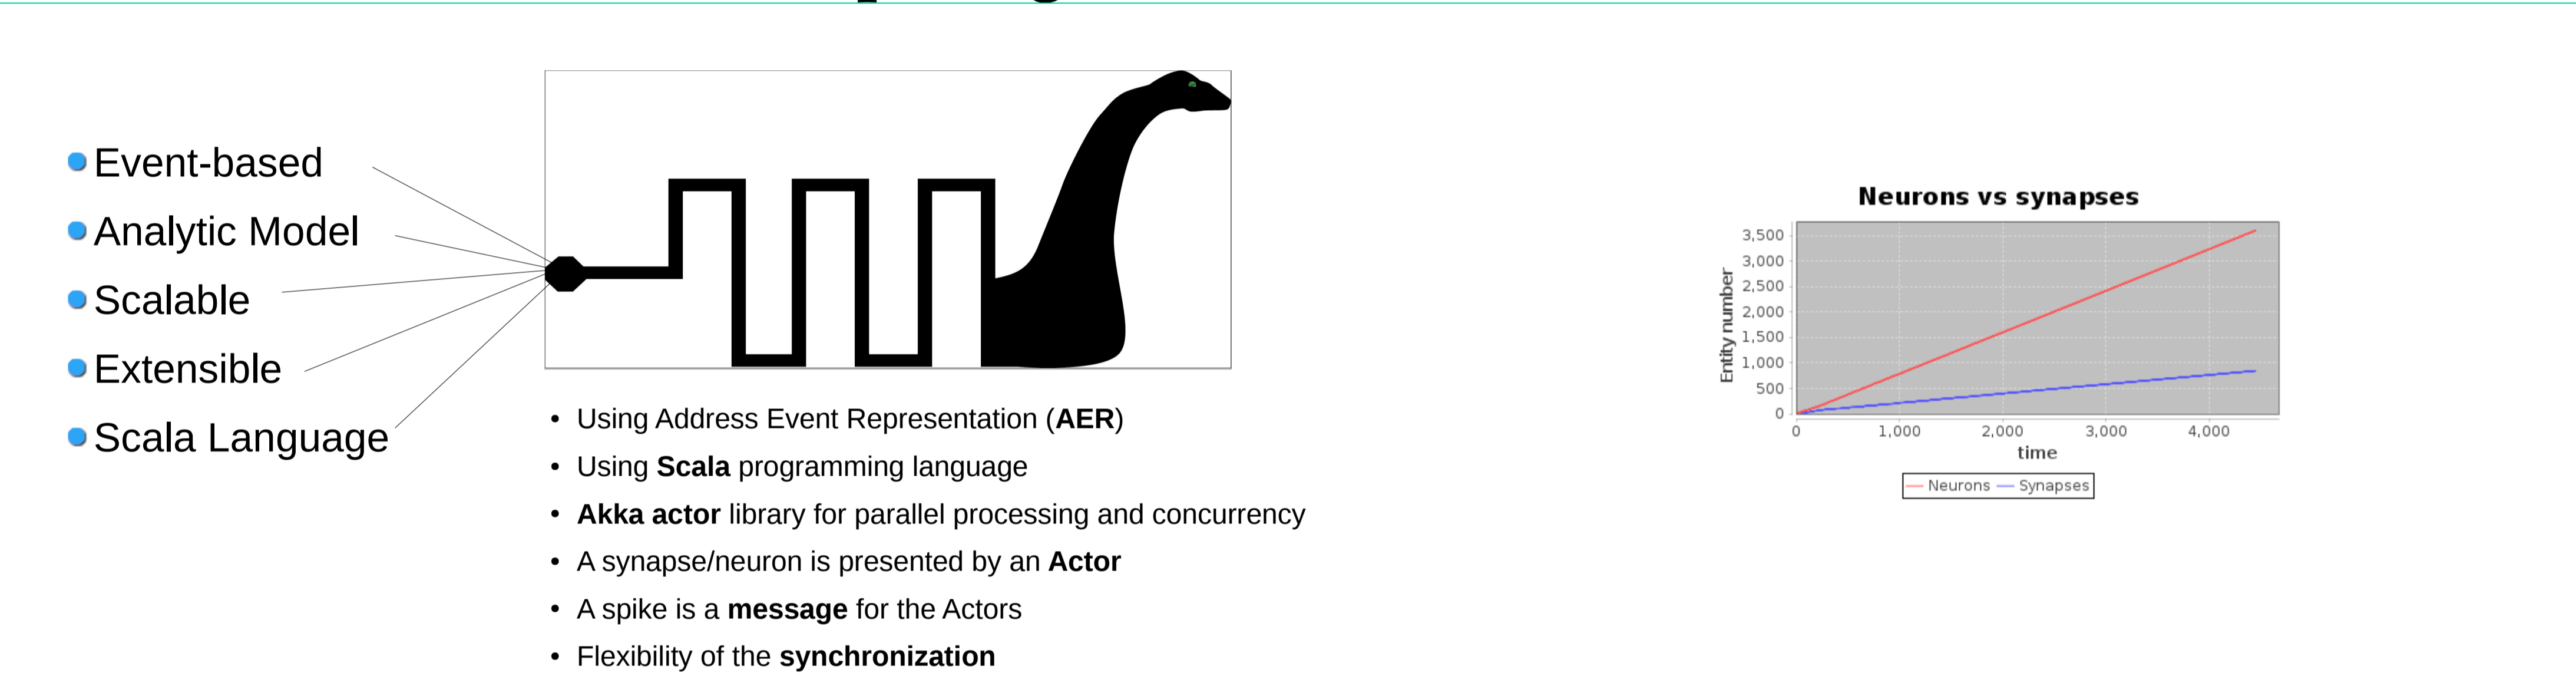 Event-based
Analytic Model
Scalable
Extensible
Scala Language
• Using Address Event Representation (AER)
• Using Scala programming language
• Akka actor library for parallel processing and concurrency
• A synapse/neuron is presented by an Actor
• A spike is a message for the Actors
• Flexibility of the synchronization
Neurons vs synapses
Entity number
3,500
3,000
2,500
2,000
1,500
1,000
500
0
0 1,000 2,000 3,000 4,000
time
Neurons Synapses